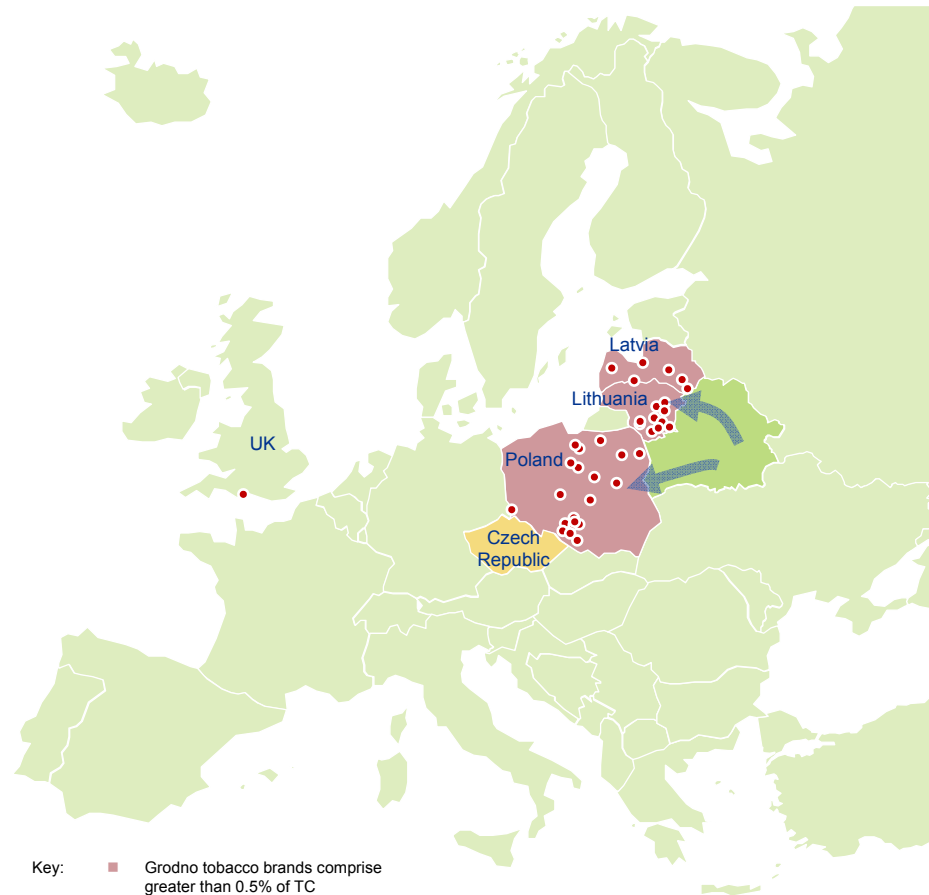 Latvia
Lithuania
UK
Poland
Czech
Republic
Key:
Grodno tobacco brands comprise
greater than 0.5% of TC